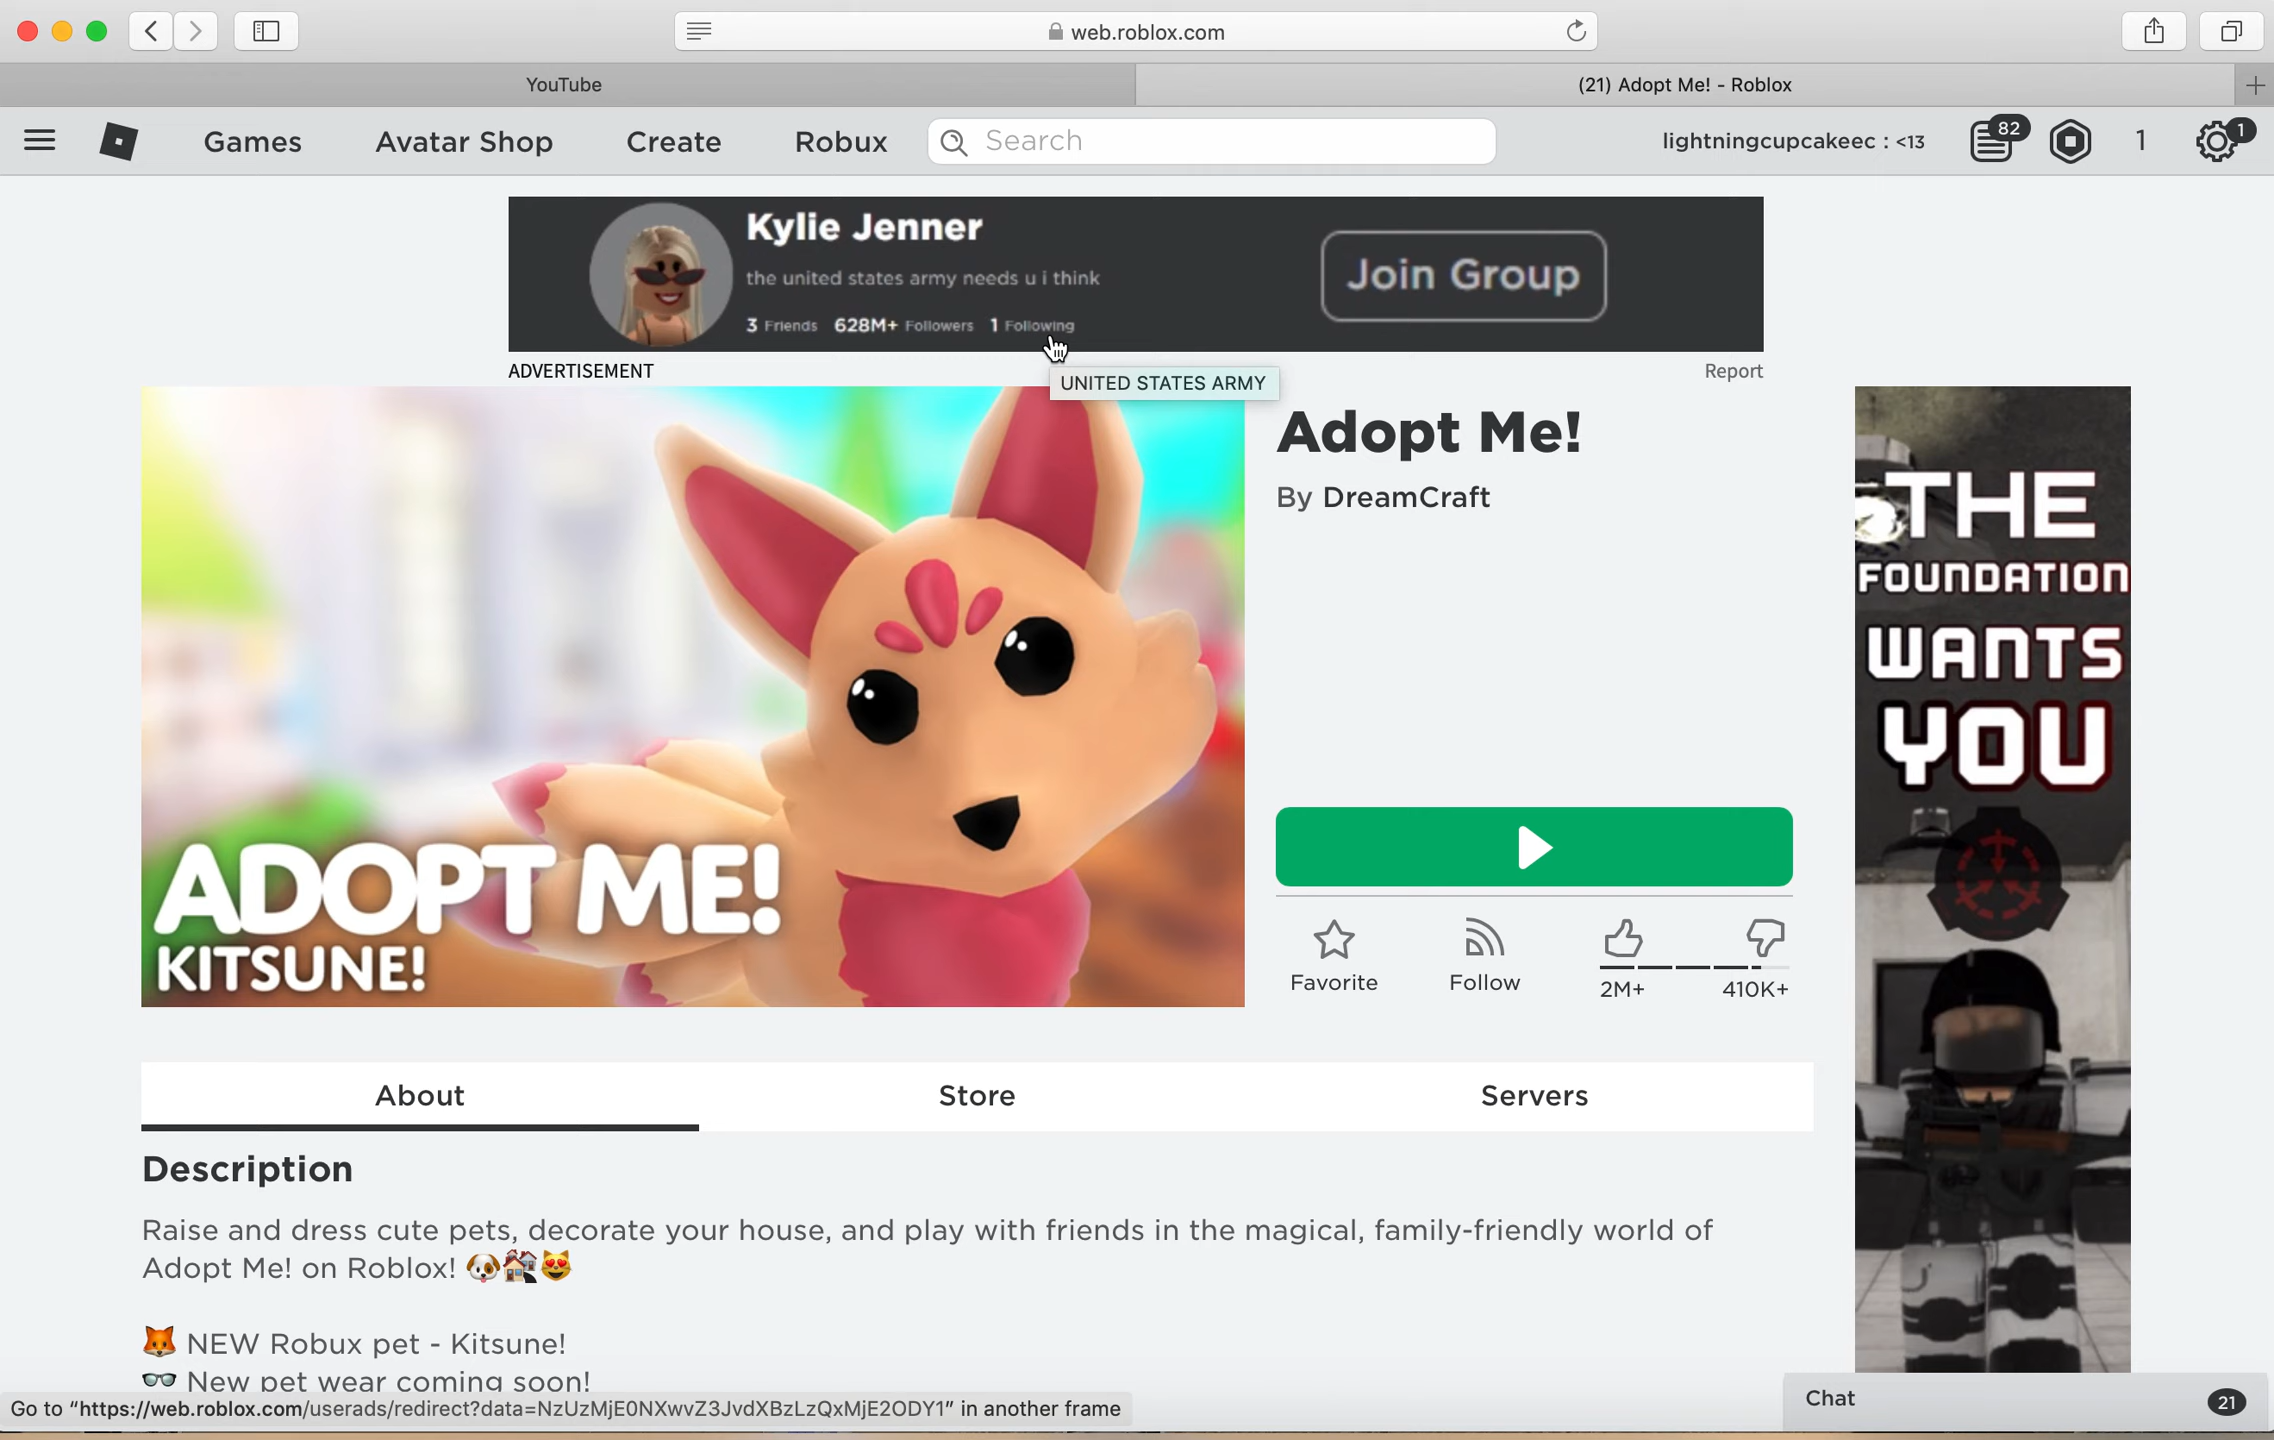 web.roblox.com
YouTube
(21) Adopt Me! - Roblox
Games
Avatar Shop
Create
Robux
Search
lightningcupcakeec : <13
82
1
1
Kylie Jenner
the united states army needs u i think
3 Friends 628M+ Followers 1 Following
Join Group
ADVERTISEMENT
Report
UNITED STATES ARMY
ADOPT ME!
KITSUNE!
Adopt Me!
By DreamCraft
Favorite
Follow
2M+
410K+
THE
FOUNDATION
WANTS
YOU
About
Store
Servers
Description
Raise and dress cute pets, decorate your house, and play with friends in the magical, family-friendly world of
Adopt Me! on Roblox! 🐶🏘️😻
🦊 NEW Robux pet - Kitsune!
👓 New pet wear coming soon!
Go to “https://web.roblox.com/userads/redirect?data=NzUzMjE0NXwvZ3JvdXBzLzQxMjE2ODY1” in another frame
Chat
21